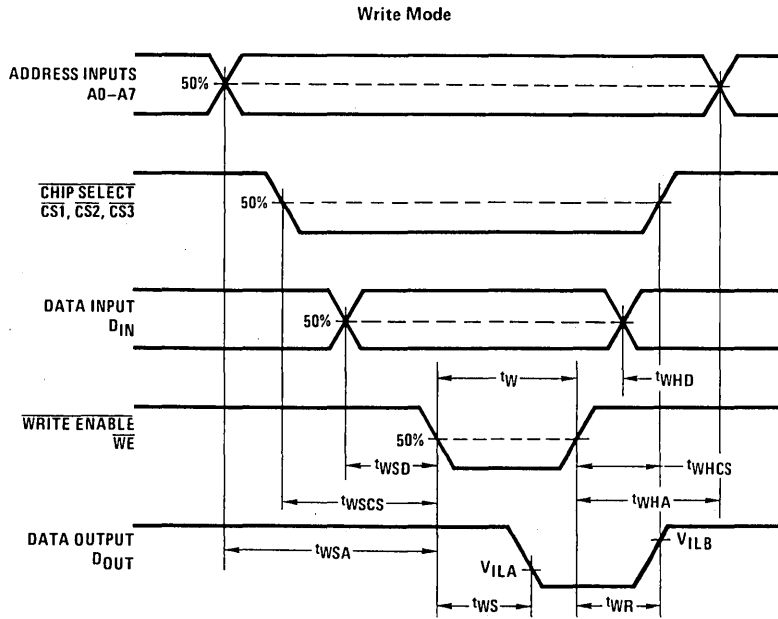 Write Mode
ADDRESS INPUTS
A0–A7
50%
CHIP SELECT
CS1, CS2, CS3
50%
DATA INPUT
DIN
50%
tW
tWHD
WRITE ENABLE
WE
50%
tWSD
tWHCS
tWSCS
tWHA
DATA OUTPUT
DOUT
tWSA
VILA
VILB
tWS
tWR